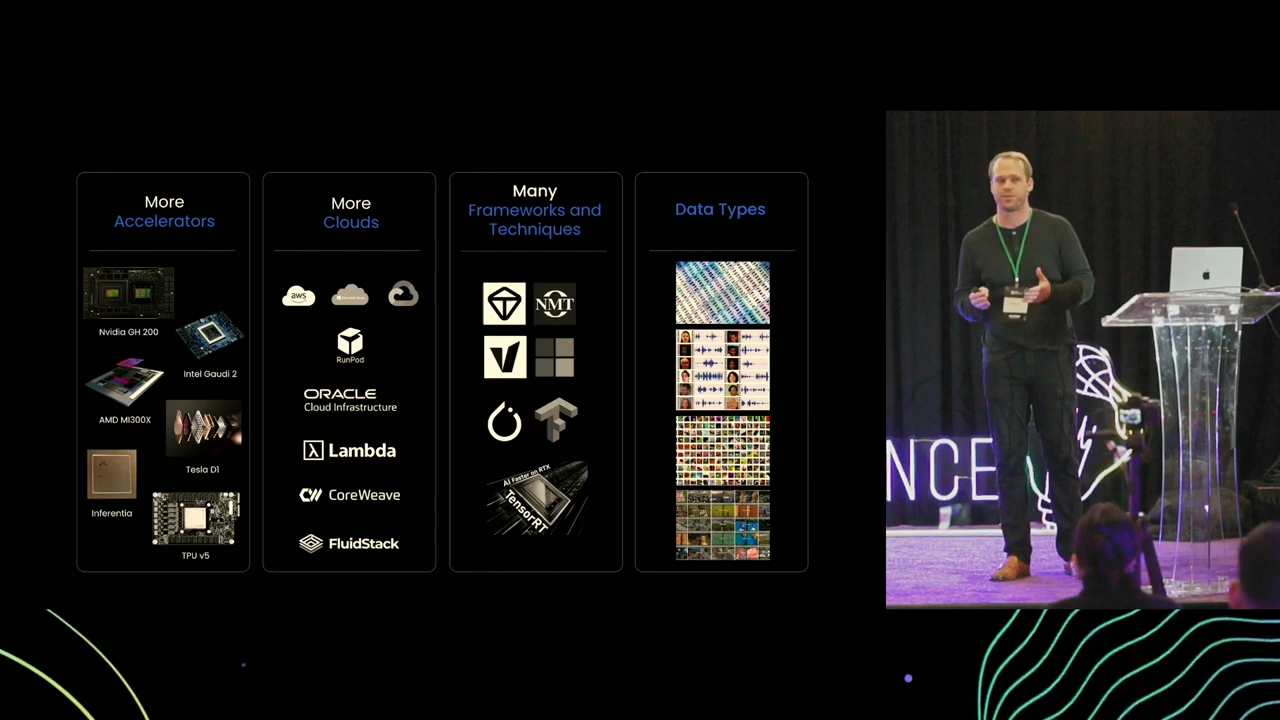 More
Accelerators
Nvidia GH 200
Intel Gaudi 2
AMD MI300X
Tesla D1
Inferentia
TPU v5
More
Clouds
aws
Microsoft Azure
RunPod
ORACLE
Cloud Infrastructure
Lambda
CoreWeave
FluidStack
Many
Frameworks and
Techniques
NMT
AI Faster on RTX
TensorRT
Data Types
NCE